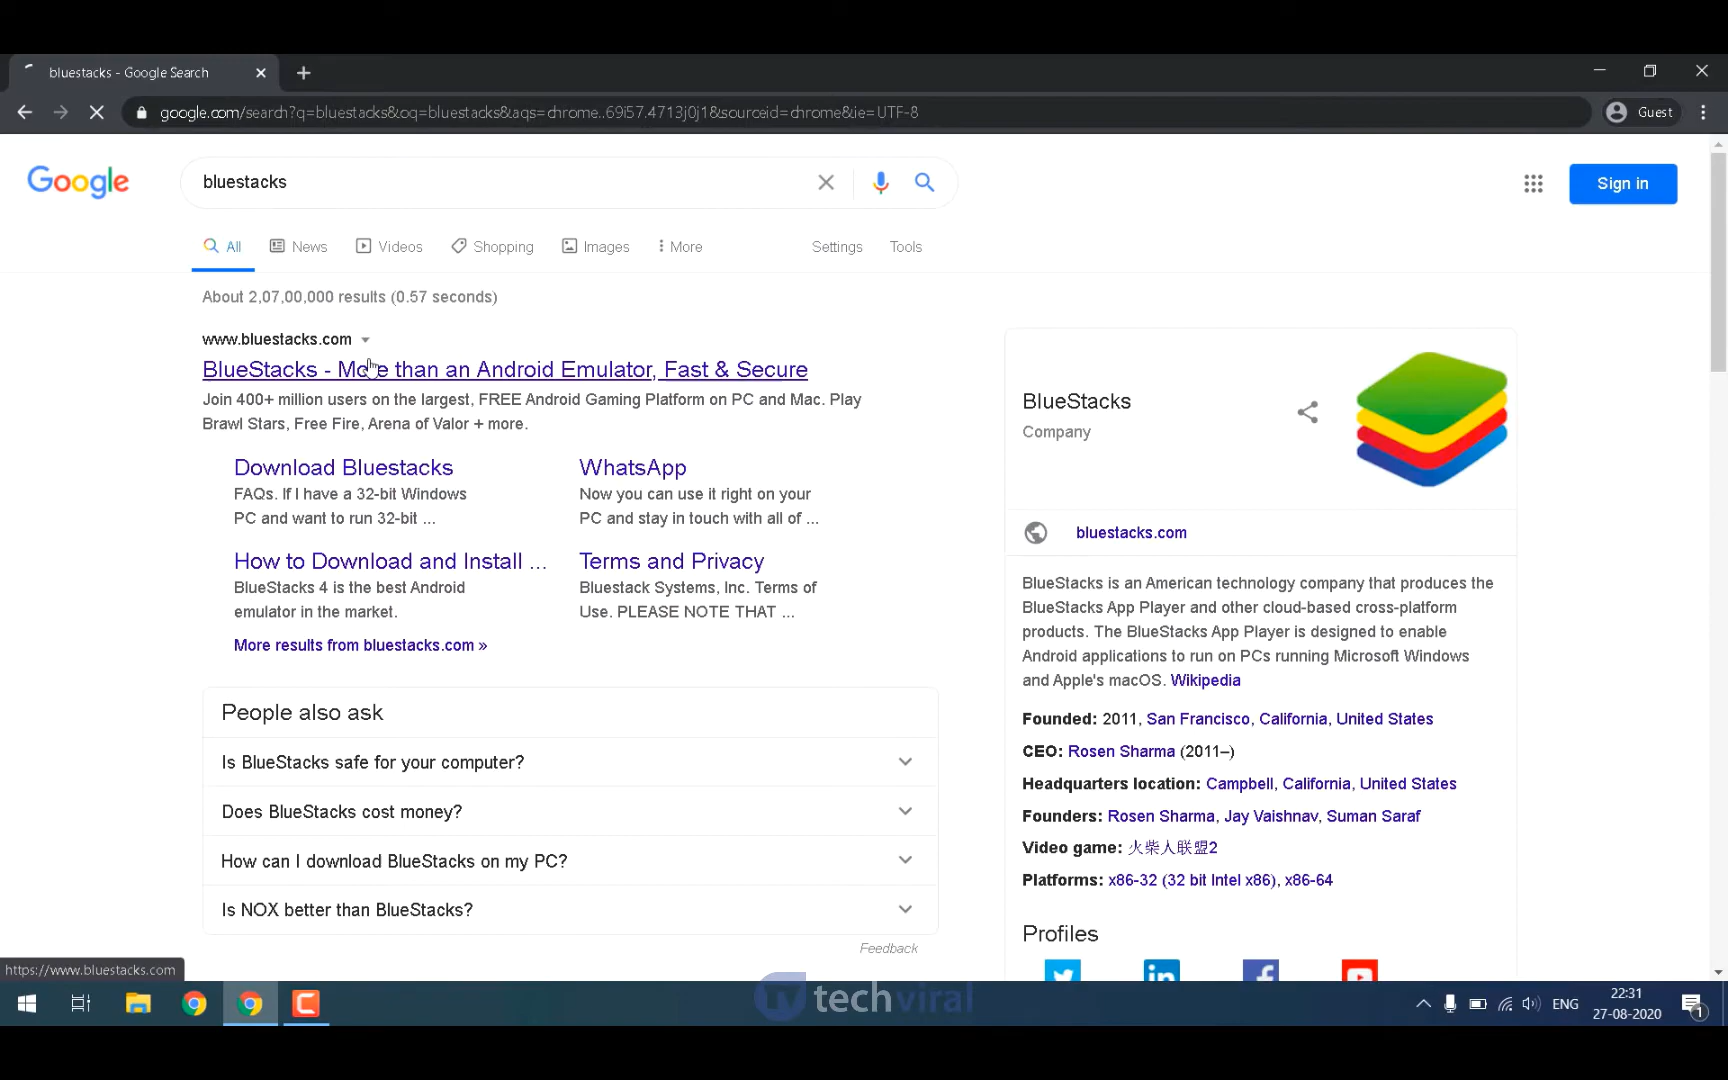 bluestacks - Google Search
google.com/search?q=bluestacks&oq=bluestacks&aqs=chrome..69i57.4713j0j1&sourceid=chrome&ie=UTF-8
Guest
Google
bluestacks
Sign in
All
News
Videos
Shopping
Images
More
Settings
Tools
About 2,07,00,000 results (0.57 seconds)
www.bluestacks.com
BlueStacks - More than an Android Emulator, Fast & Secure
Join 400+ million users on the largest, FREE Android Gaming Platform on PC and Mac. Play
Brawl Stars, Free Fire, Arena of Valor + more.
Download Bluestacks
FAQs. If I have a 32-bit Windows
PC and want to run 32-bit ...
WhatsApp
Now you can use it right on your
PC and stay in touch with all of ...
How to Download and Install ...
BlueStacks 4 is the best Android
emulator in the market.
Terms and Privacy
Bluestack Systems, Inc. Terms of
Use. PLEASE NOTE THAT ...
More results from bluestacks.com »
People also ask
Is BlueStacks safe for your computer?
Does BlueStacks cost money?
How can I download BlueStacks on my PC?
Is NOX better than BlueStacks?
Feedback
BlueStacks
Company
bluestacks.com
BlueStacks is an American technology company that produces the
BlueStacks App Player and other cloud-based cross-platform
products. The BlueStacks App Player is designed to enable
Android applications to run on PCs running Microsoft Windows
and Apple's macOS. Wikipedia
Founded: 2011, San Francisco, California, United States
CEO: Rosen Sharma (2011–)
Headquarters location: Campbell, California, United States
Founders: Rosen Sharma, Jay Vaishnav, Suman Saraf
Video game: 火柴人联盟2
Platforms: x86-32 (32 bit Intel x86), x86-64
Profiles
https://www.bluestacks.com
techviral
ENG
22:31
27-08-2020
1